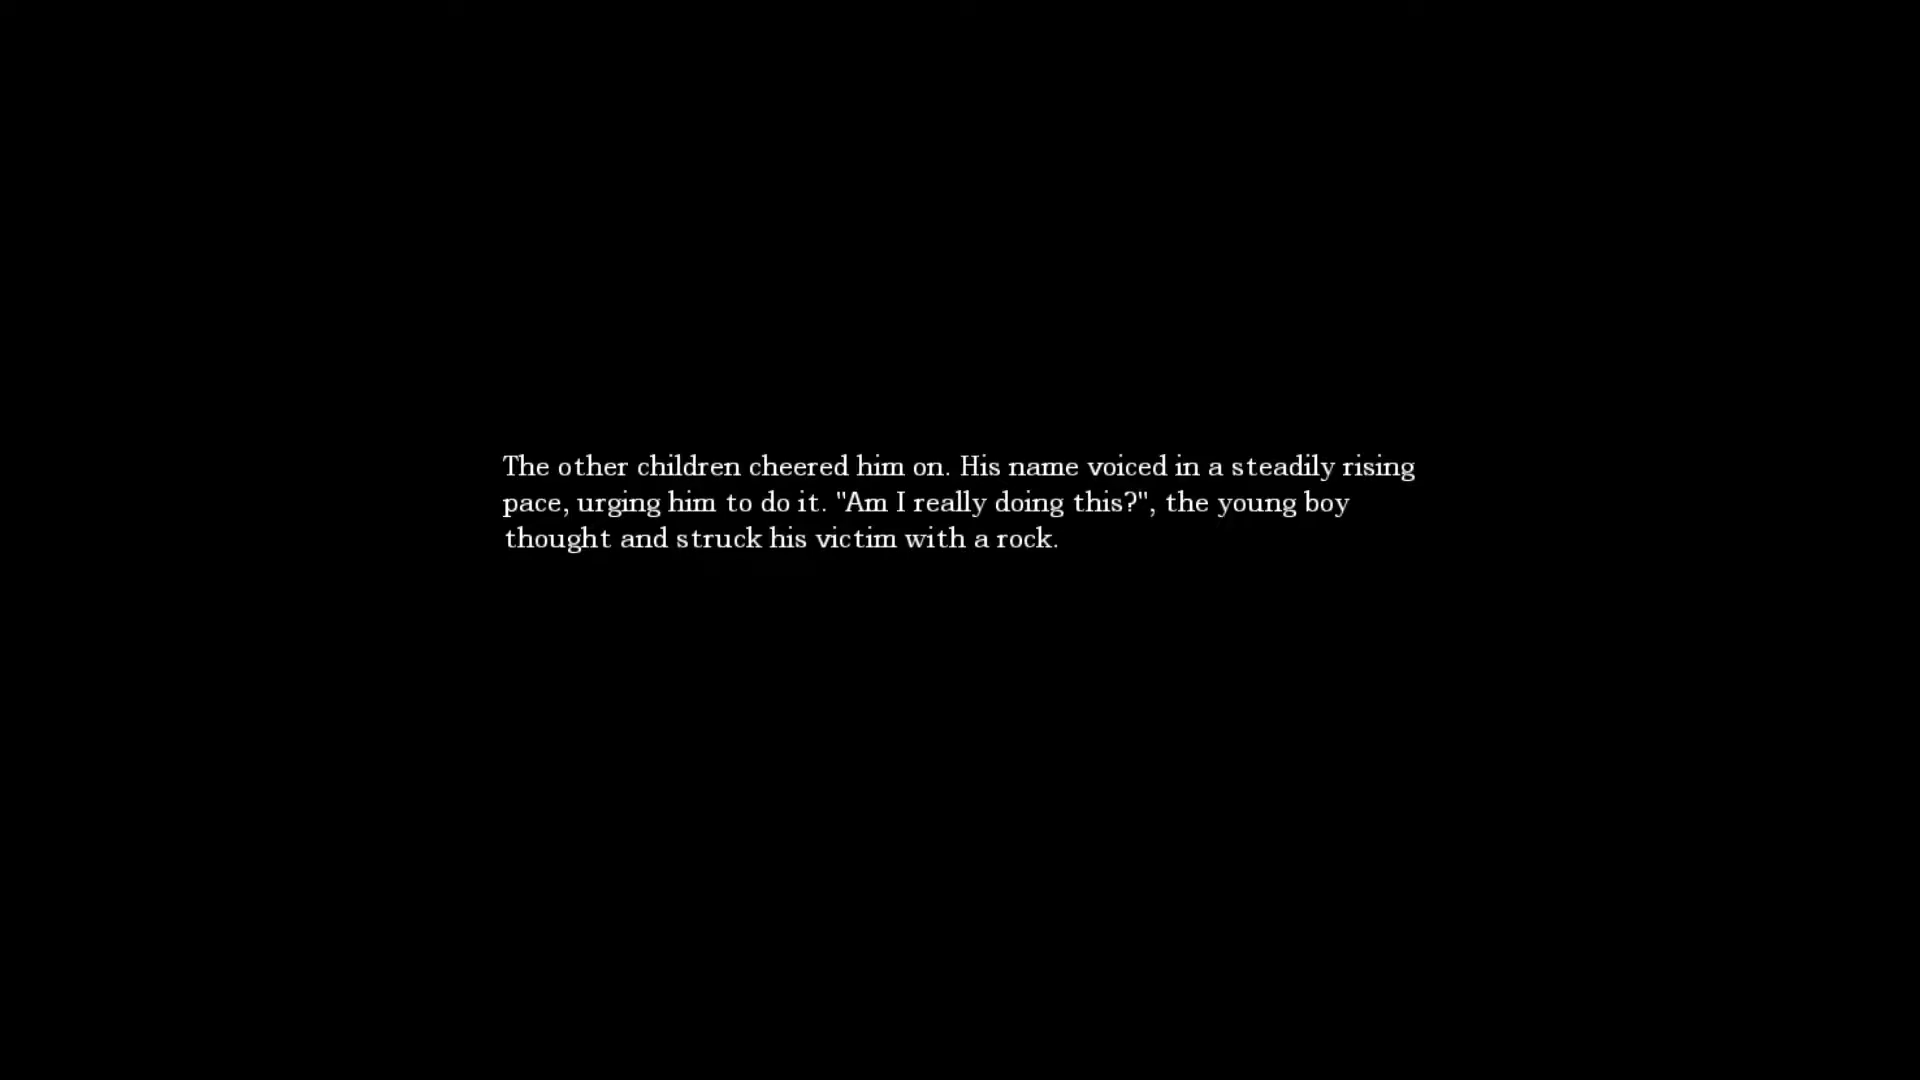 The other children cheered him on. His name voiced in a steadily rising
pace, urging him to do it. "Am I really doing this?", the young boy
thought and struck his victim with a rock.